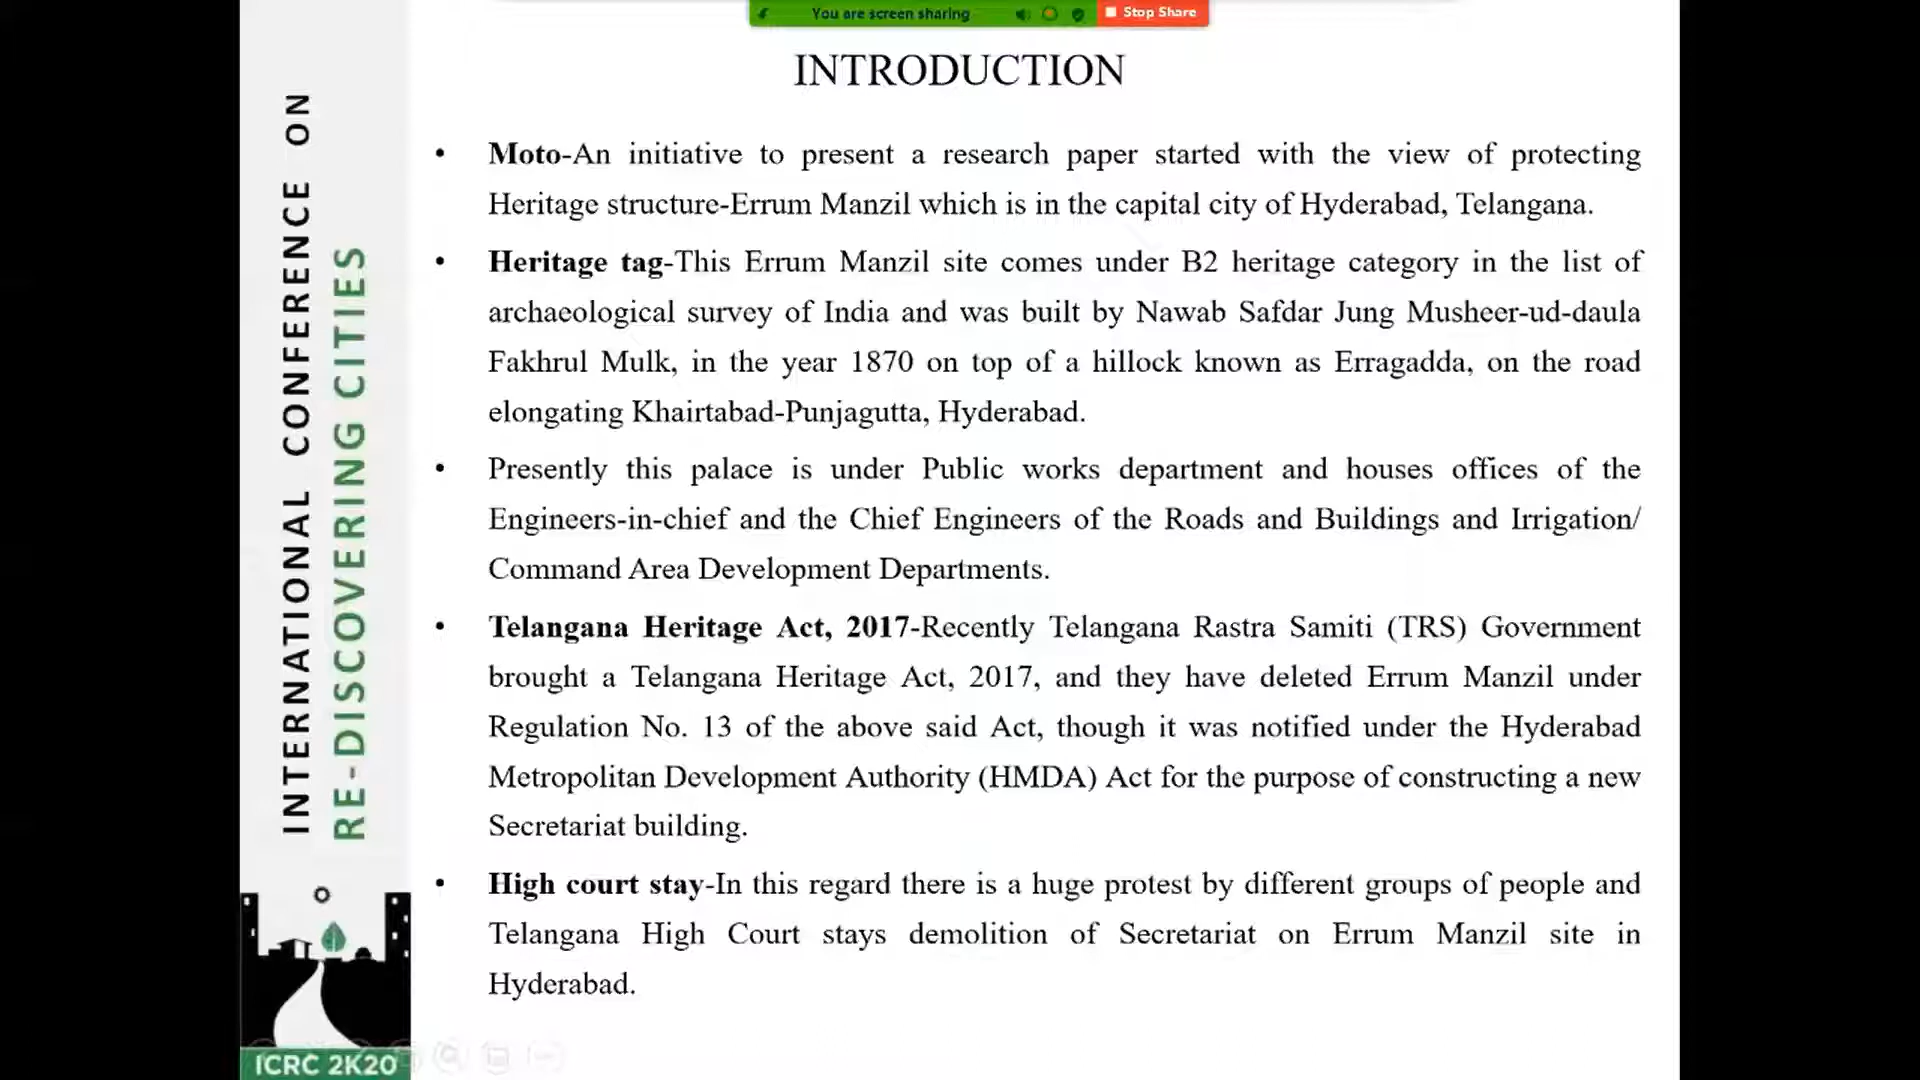 You are screen sharing
Stop Share
INTERNATIONAL CONFERENCE ON
RE-DISCOVERING CITIES
INTRODUCTION
• Moto-An initiative to present a research paper started with the view of protecting
Heritage structure-Errum Manzil which is in the capital city of Hyderabad, Telangana.
• Heritage tag-This Errum Manzil site comes under B2 heritage category in the list of
archaeological survey of India and was built by Nawab Safdar Jung Musheer-ud-daula
Fakhrul Mulk, in the year 1870 on top of a hillock known as Erragadda, on the road
elongating Khairtabad-Punjagutta, Hyderabad.
• Presently this palace is under Public works department and houses offices of the
Engineers-in-chief and the Chief Engineers of the Roads and Buildings and Irrigation/
Command Area Development Departments.
• Telangana Heritage Act, 2017-Recently Telangana Rastra Samiti (TRS) Government
brought a Telangana Heritage Act, 2017, and they have deleted Errum Manzil under
Regulation No. 13 of the above said Act, though it was notified under the Hyderabad
Metropolitan Development Authority (HMDA) Act for the purpose of constructing a new
Secretariat building.
• High court stay-In this regard there is a huge protest by different groups of people and
Telangana High Court stays demolition of Secretariat on Errum Manzil site in
Hyderabad.
ICRC 2K20